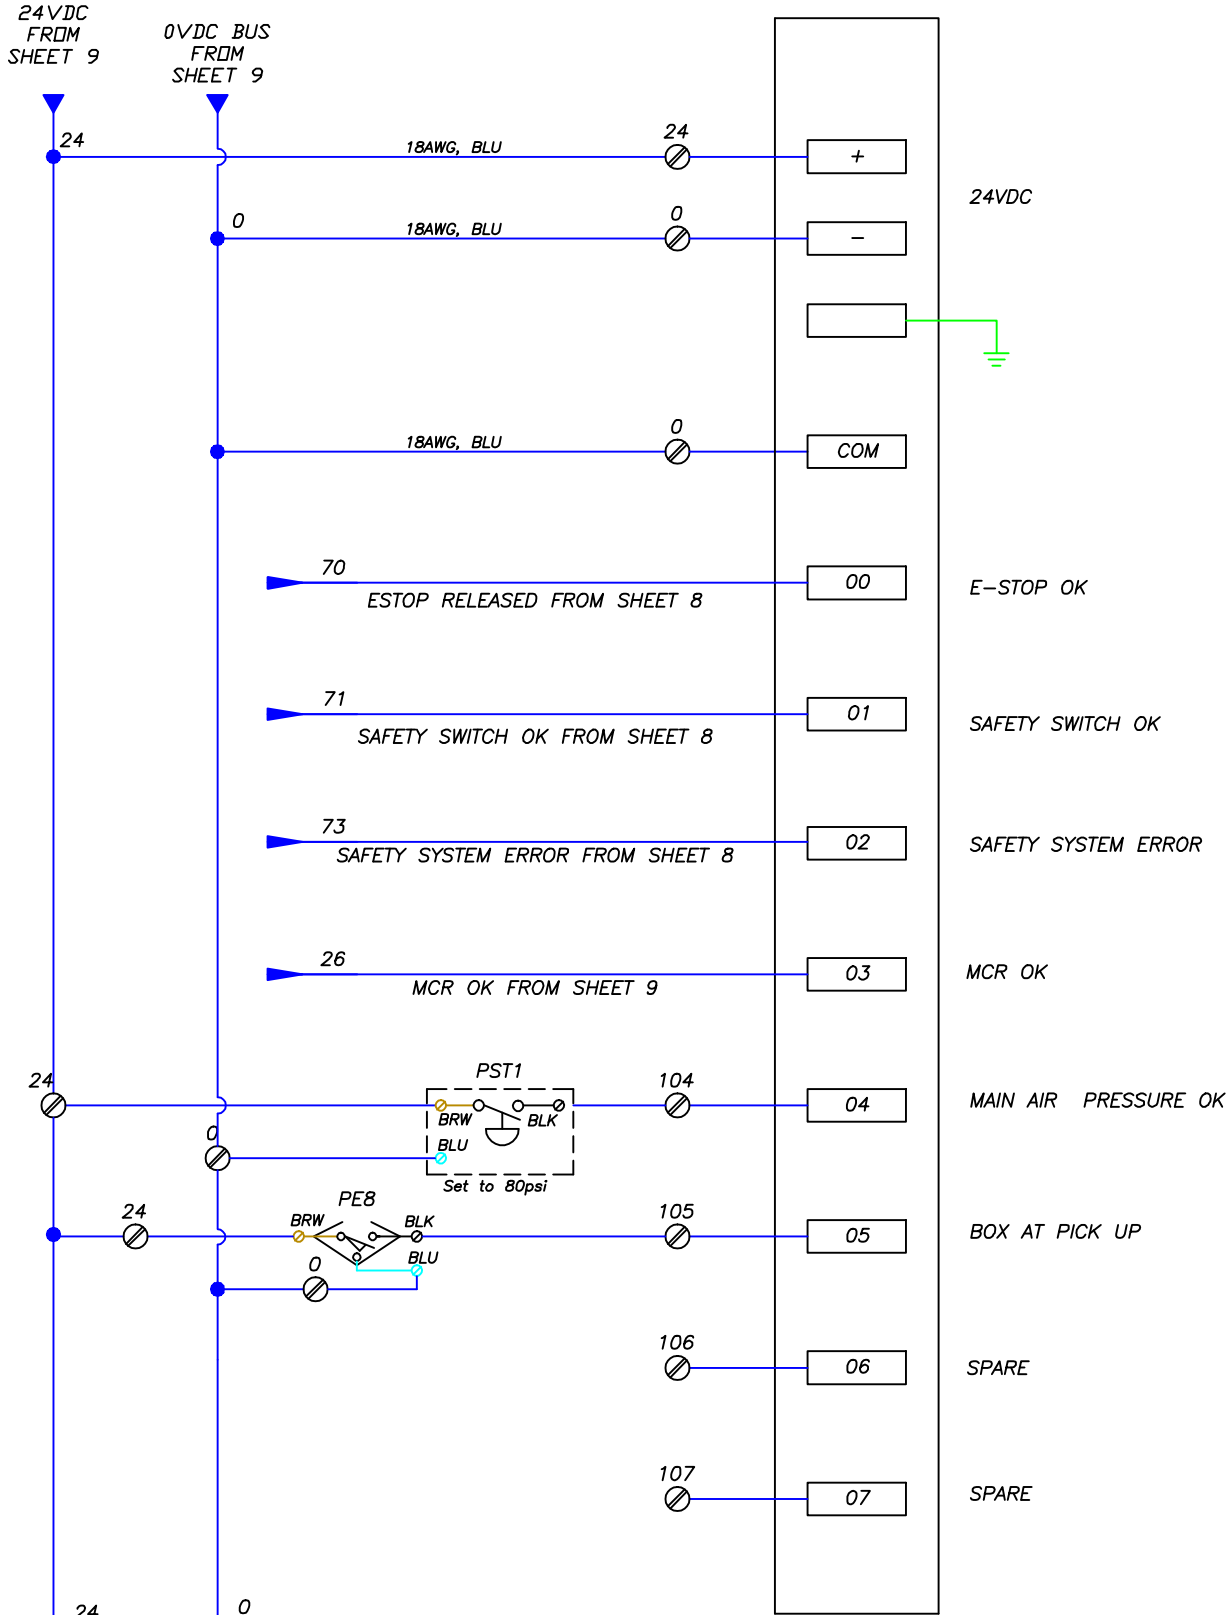 24VDC
FROM
SHEET 9
0VDC BUS
FROM
SHEET 9
24
18AWG, BLU
24
+
24VDC
0
18AWG, BLU
0
-
18AWG, BLU
0
COM
70
ESTOP RELEASED FROM SHEET 8
00
E-STOP OK
71
SAFETY SWITCH OK FROM SHEET 8
01
SAFETY SWITCH OK
73
SAFETY SYSTEM ERROR FROM SHEET 8
02
SAFETY SYSTEM ERROR
26
MCR OK FROM SHEET 9
03
MCR OK
24
PST1
BRW
BLK
104
04
MAIN AIR PRESSURE OK
0
BLU
Set to 80psi
24
BRW
PE8
BLK
105
05
BOX AT PICK UP
0
BLU
106
06
SPARE
107
07
SPARE
24
0